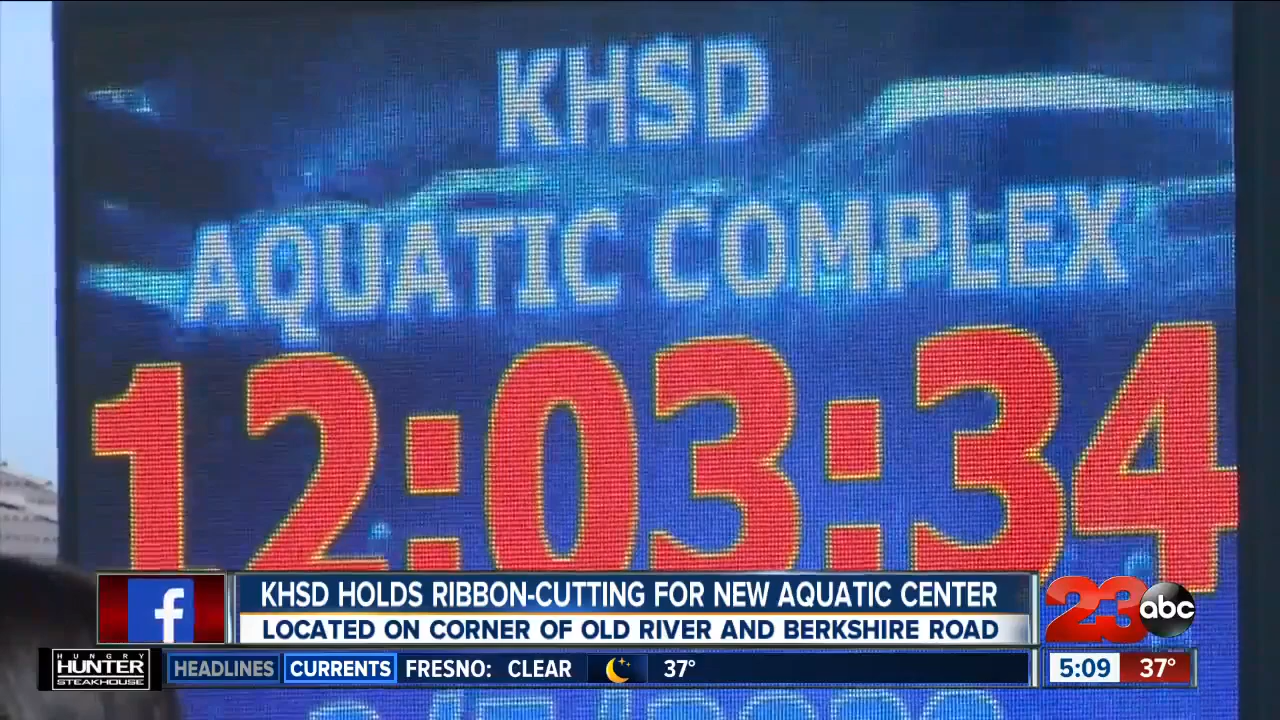 KHSD
AQUATIC COMPLEX
12:03:34
f
KHSD HOLDS RIBBON-CUTTING FOR NEW AQUATIC CENTER
LOCATED ON CORNER OF OLD RIVER AND BERKSHIRE ROAD
23 abc
HUNGRY
HUNTER
STEAKHOUSE
HEADLINES CURRENTS FRESNO: CLEAR 37°
5:09 37°